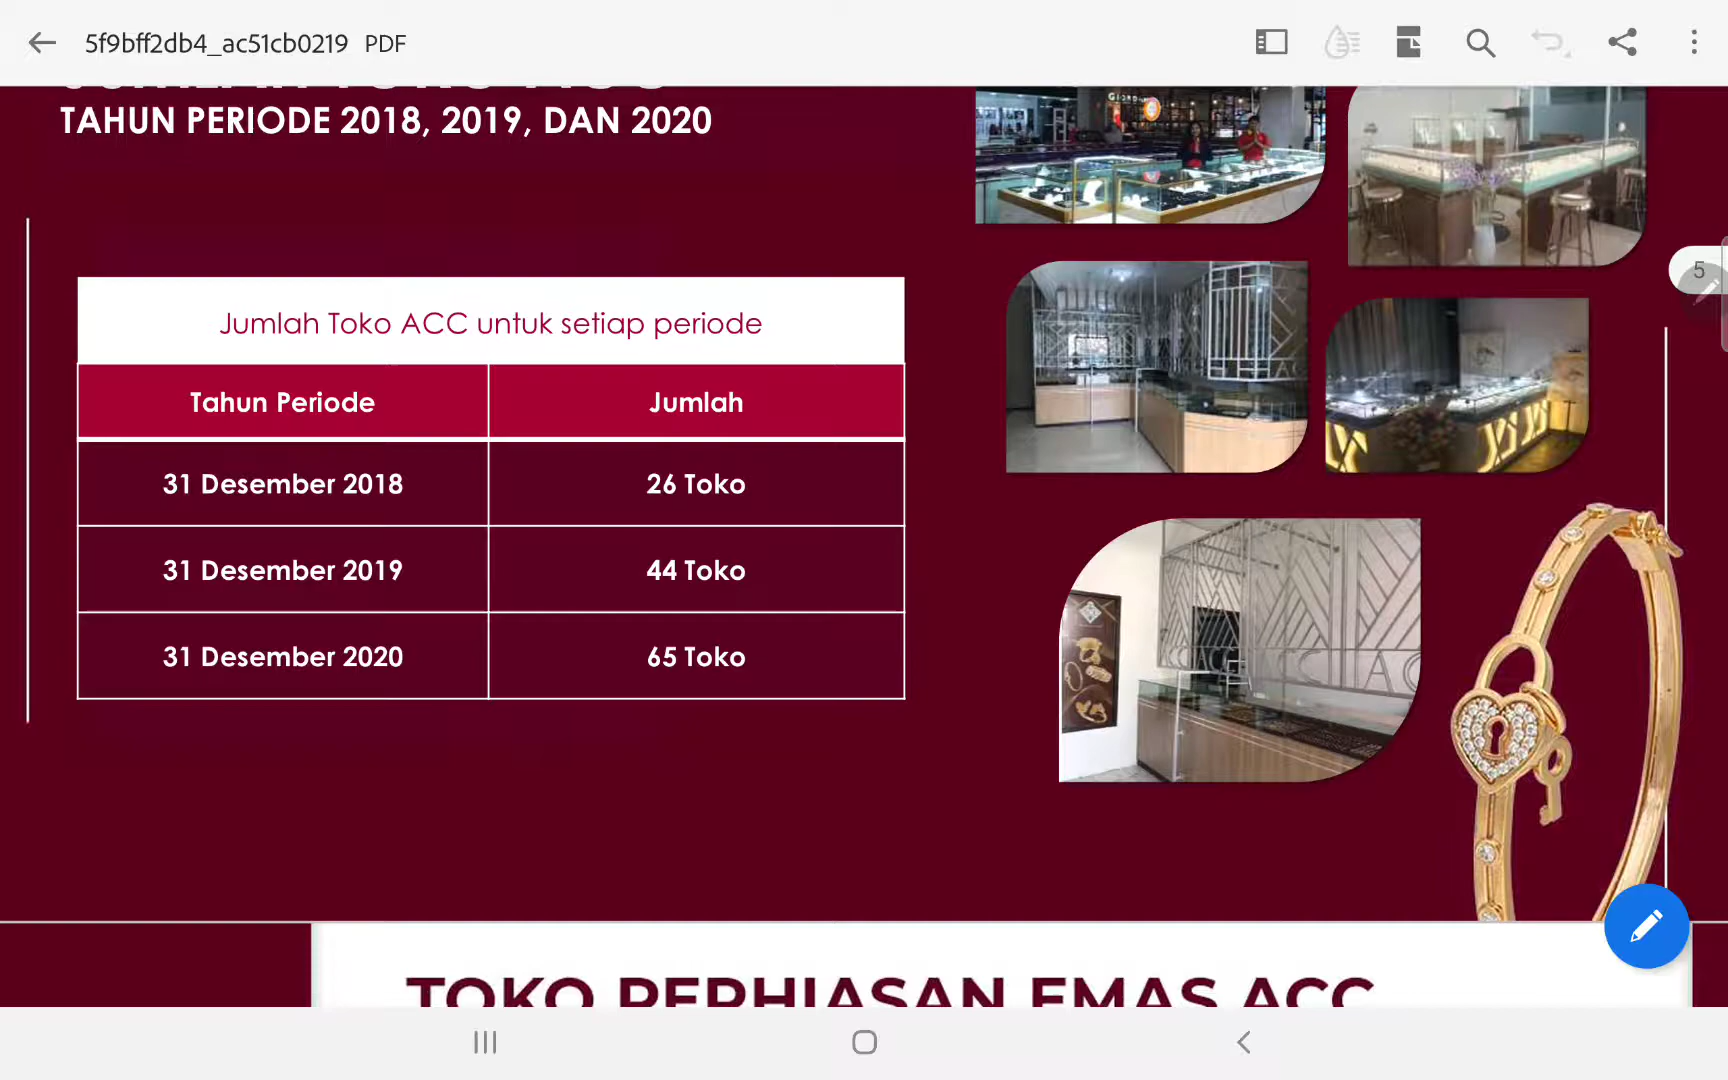 5f9bff2db4_ac51cb0219 PDF
TAHUN PERIODE 2018, 2019, DAN 2020
Jumlah Toko ACC untuk setiap periode
Tahun Periode Jumlah
31 Desember 2018 26 Toko
31 Desember 2019 44 Toko
31 Desember 2020 65 Toko
5
TOKO PERHIASAN EMAS ACC